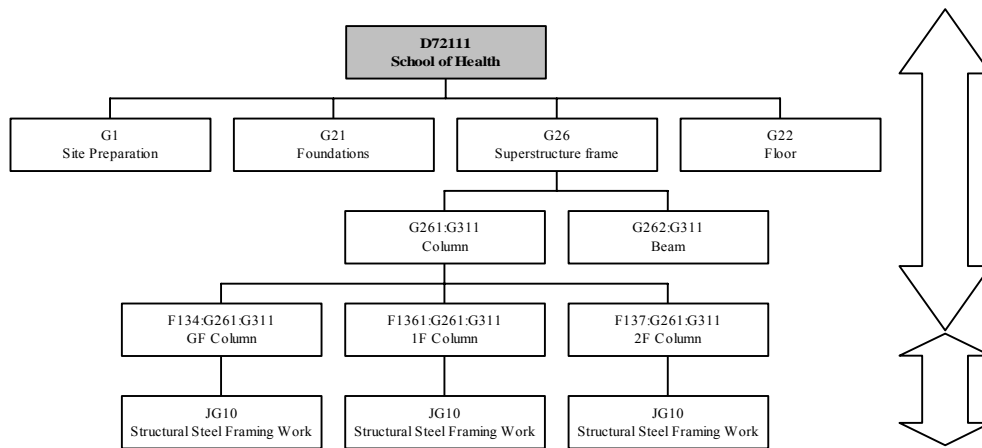 D72111
School of Health
G1
Site Preparation
G21
Foundations
G26
Superstructure frame
G22
Floor
G261:G311
Column
G262:G311
Beam
F134:G261:G311
GF Column
F1361:G261:G311
1F Column
F137:G261:G311
2F Column
JG10
Structural Steel Framing Work
JG10
Structural Steel Framing Work
JG10
Structural Steel Framing Work